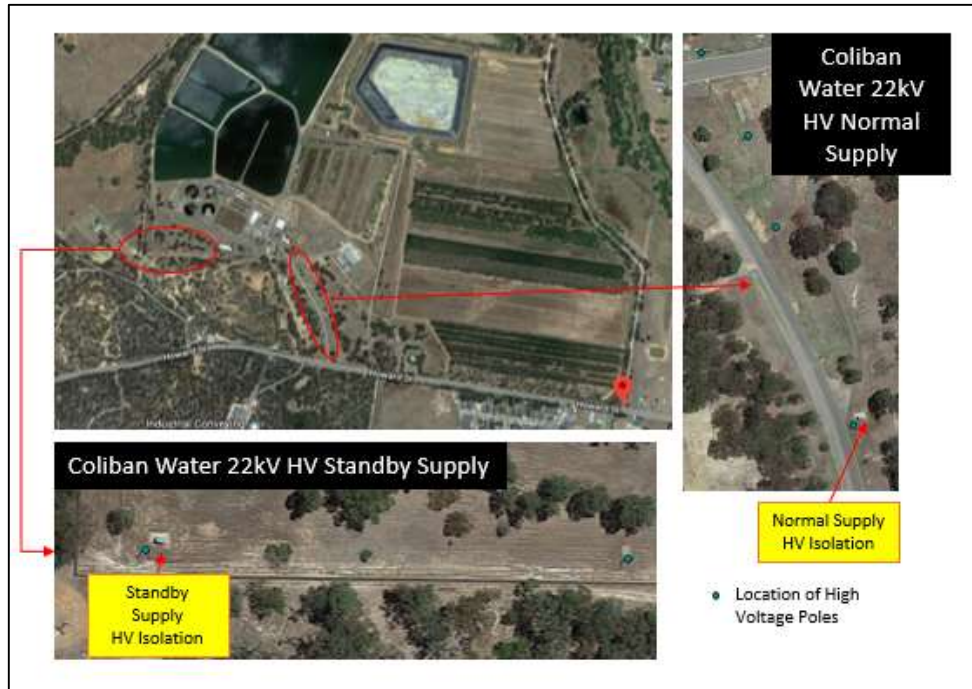 Coliban
Water 22kV
HV Normal
Supply
Industrial Conveying
Coliban Water 22kV HV Standby Supply
Normal Supply
HV Isolation
Standby
Supply
HV Isolation
Location of High
Voltage Poles